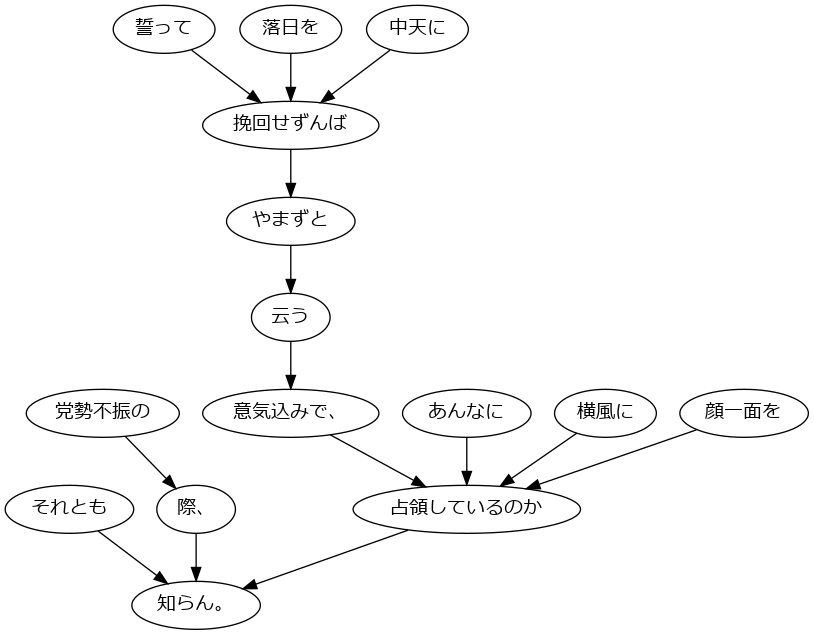 誓って 落日を 中天に
挽回せずんば
やまずと
云う
党勢不振の 意気込みで、 あんなに 横風に 顔一面を
それとも 際、 占領しているのか
知らん。